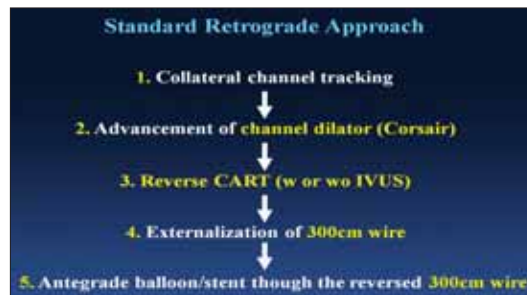 Standard Retrograde Approach
1. Collateral channel tracking
2. Advancement of channel dilator (Corsair)
3. Reverse CART (w or wo IVUS)
4. Externalization of 300cm wire
5. Antegrade balloon/stent though the reversed 300cm wire